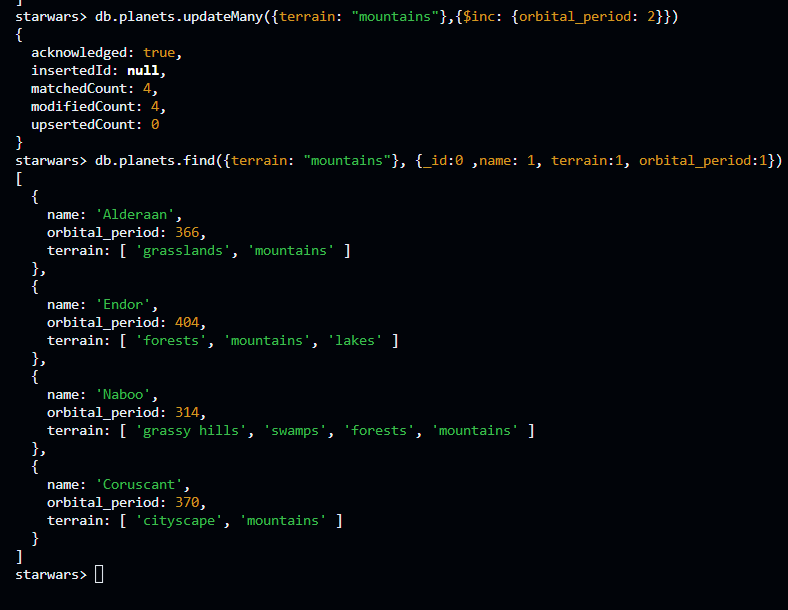 ]
starwars> db.planets.updateMany({terrain: "mountains"},{$inc: {orbital_period: 2}})
{
  acknowledged: true,
  insertedId: null,
  matchedCount: 4,
  modifiedCount: 4,
  upsertedCount: 0
}
starwars> db.planets.find({terrain: "mountains"}, {_id:0 ,name: 1, terrain:1, orbital_period:1})
[
  {
    name: 'Alderaan',
    orbital_period: 366,
    terrain: [ 'grasslands', 'mountains' ]
  },
  {
    name: 'Endor',
    orbital_period: 404,
    terrain: [ 'forests', 'mountains', 'lakes' ]
  },
  {
    name: 'Naboo',
    orbital_period: 314,
    terrain: [ 'grassy hills', 'swamps', 'forests', 'mountains' ]
  },
  {
    name: 'Coruscant',
    orbital_period: 370,
    terrain: [ 'cityscape', 'mountains' ]
  }
]
starwars>